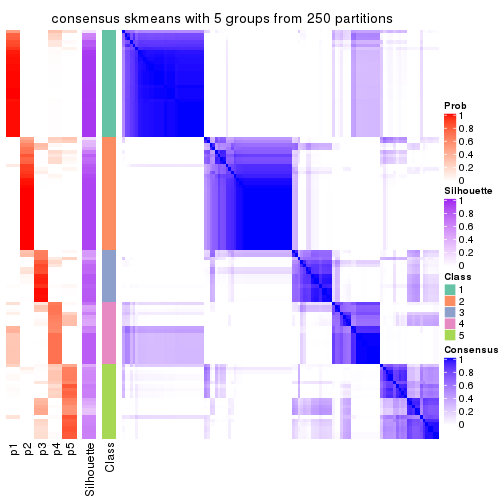 consensus skmeans with 5 groups from 250 partitions
Prob
1
0.8
0.6
0.4
0.2
0
Silhouette
1
0.8
0.6
0.4
0.2
0
Class
1
2
3
4
5
Consensus
1
0.8
0.6
0.4
0.2
0
p1
p2
p3
p4
p5
Silhouette
Class